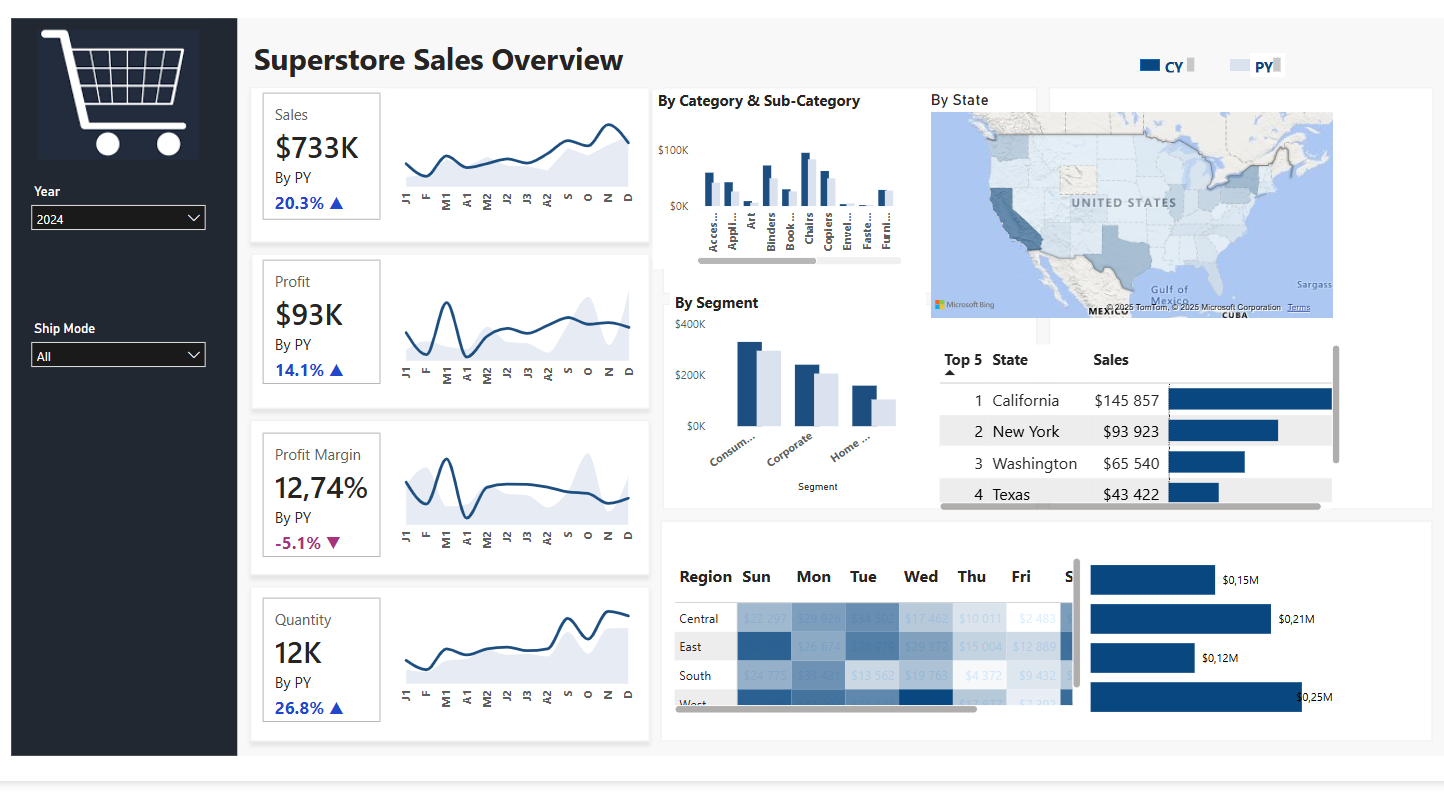 Superstore Sales Overview
CY
PY
Year
2024
Ship Mode
All
Sales
$733K
By PY
20.3% ▲
J1 F M1 A1 M2 J2 J3 A2 S O N D
Profit
$93K
By PY
14.1% ▲
J1 F M1 A1 M2 J2 J3 A2 S O N D
Profit Margin
12,74%
By PY
-5.1% ▼
J1 F M1 A1 M2 J2 J3 A2 S O N D
Quantity
12K
By PY
26.8% ▲
J1 F M1 A1 M2 J2 J3 A2 S O N D
By Category & Sub-Category
$100K
$0K
Acces... Appli... Art Binders Book... Chairs Copiers Envel... Faste... Furni...
By Segment
$400K
$200K
$0K
Consum... Corporate Home ...
Segment
By State
UNITED STATES
Gulf of
Mexico
Sargass
MEXICO
CUBA
Microsoft Bing
© 2025 TomTom, © 2025 Microsoft Corporation Terms
Top 5 State Sales
1 California $145 857
2 New York $93 923
3 Washington $65 540
4 Texas $43 422
Region Sun Mon Tue Wed Thu Fri S
Central $22 297 $29 926 $34 502 $17 462 $10 011 $2 483
East $26 674 $29 372 $15 004 $12 889
South $24 775 $33 421 $13 562 $19 763 $4 372 $9 432
West
$0,15M
$0,21M
$0,12M
$0,25M